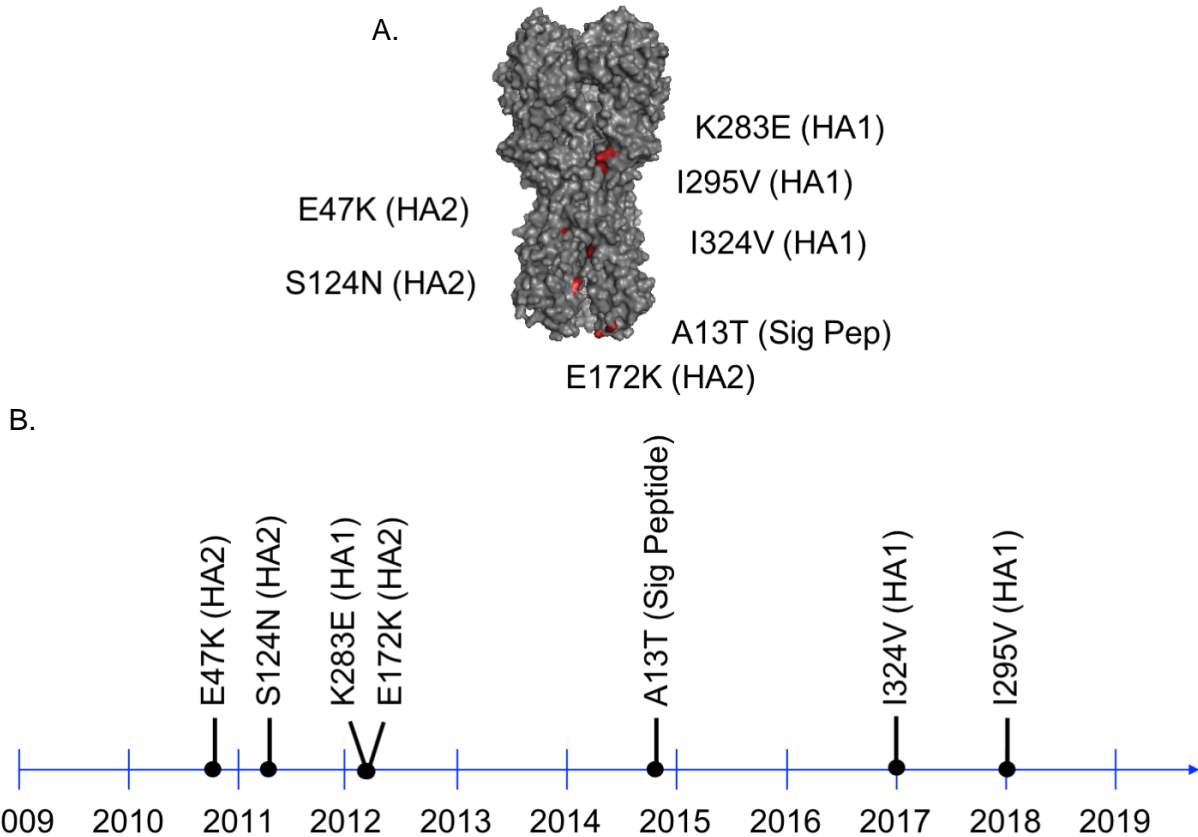 A.
K283E (HA1)
I295V (HA1)
E47K (HA2)
I324V (HA1)
S124N (HA2)
A13T (Sig Pep)
E172K (HA2)
B.
E47K (HA2)
S124N (HA2)
K283E (HA1)
E172K (HA2)
A13T (Sig Peptide)
I324V (HA1)
I295V (HA1)
009 2010 2011 2012 2013 2014 2015 2016 2017 2018 2019